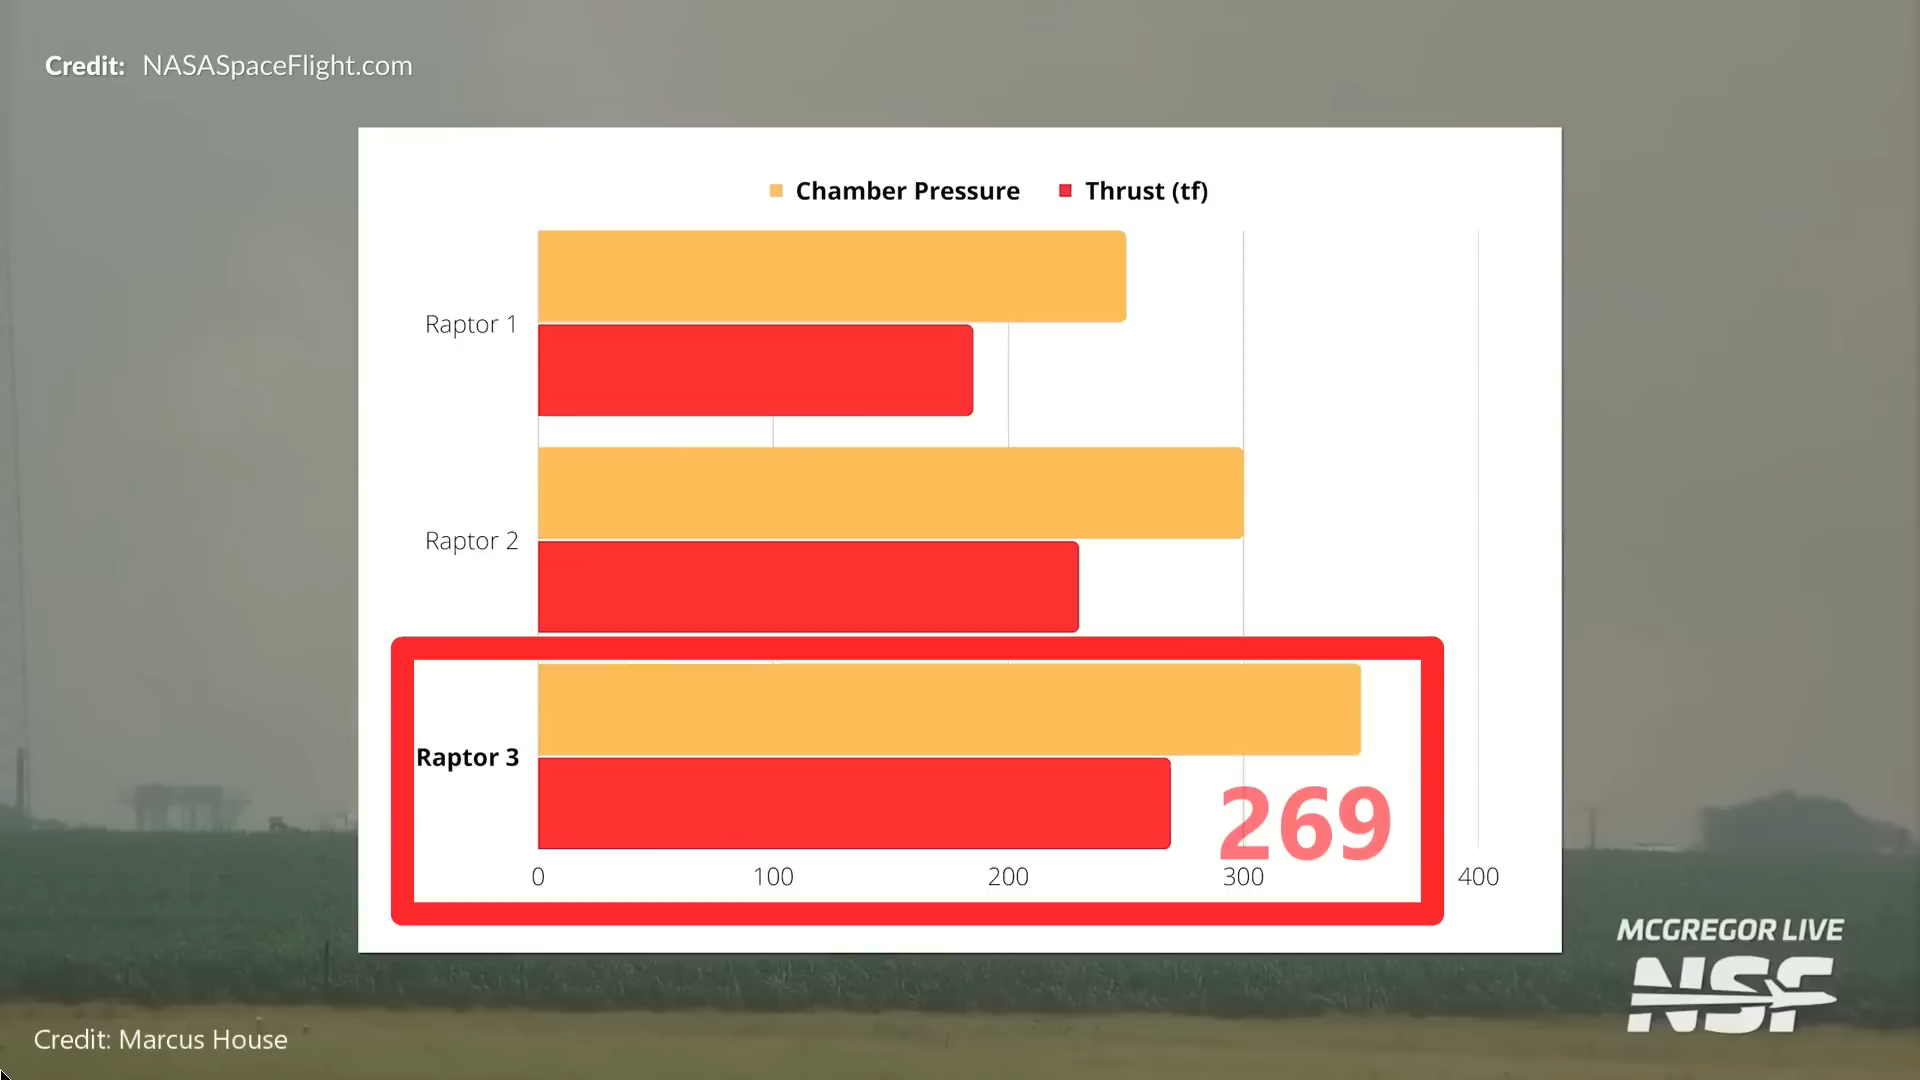 Credit: NASASpaceFlight.com
Chamber Pressure Thrust (tf)
Raptor 1
Raptor 2
Raptor 3
269
0 100 200 300 400
MCGREGOR LIVE
NSF
Credit: Marcus House